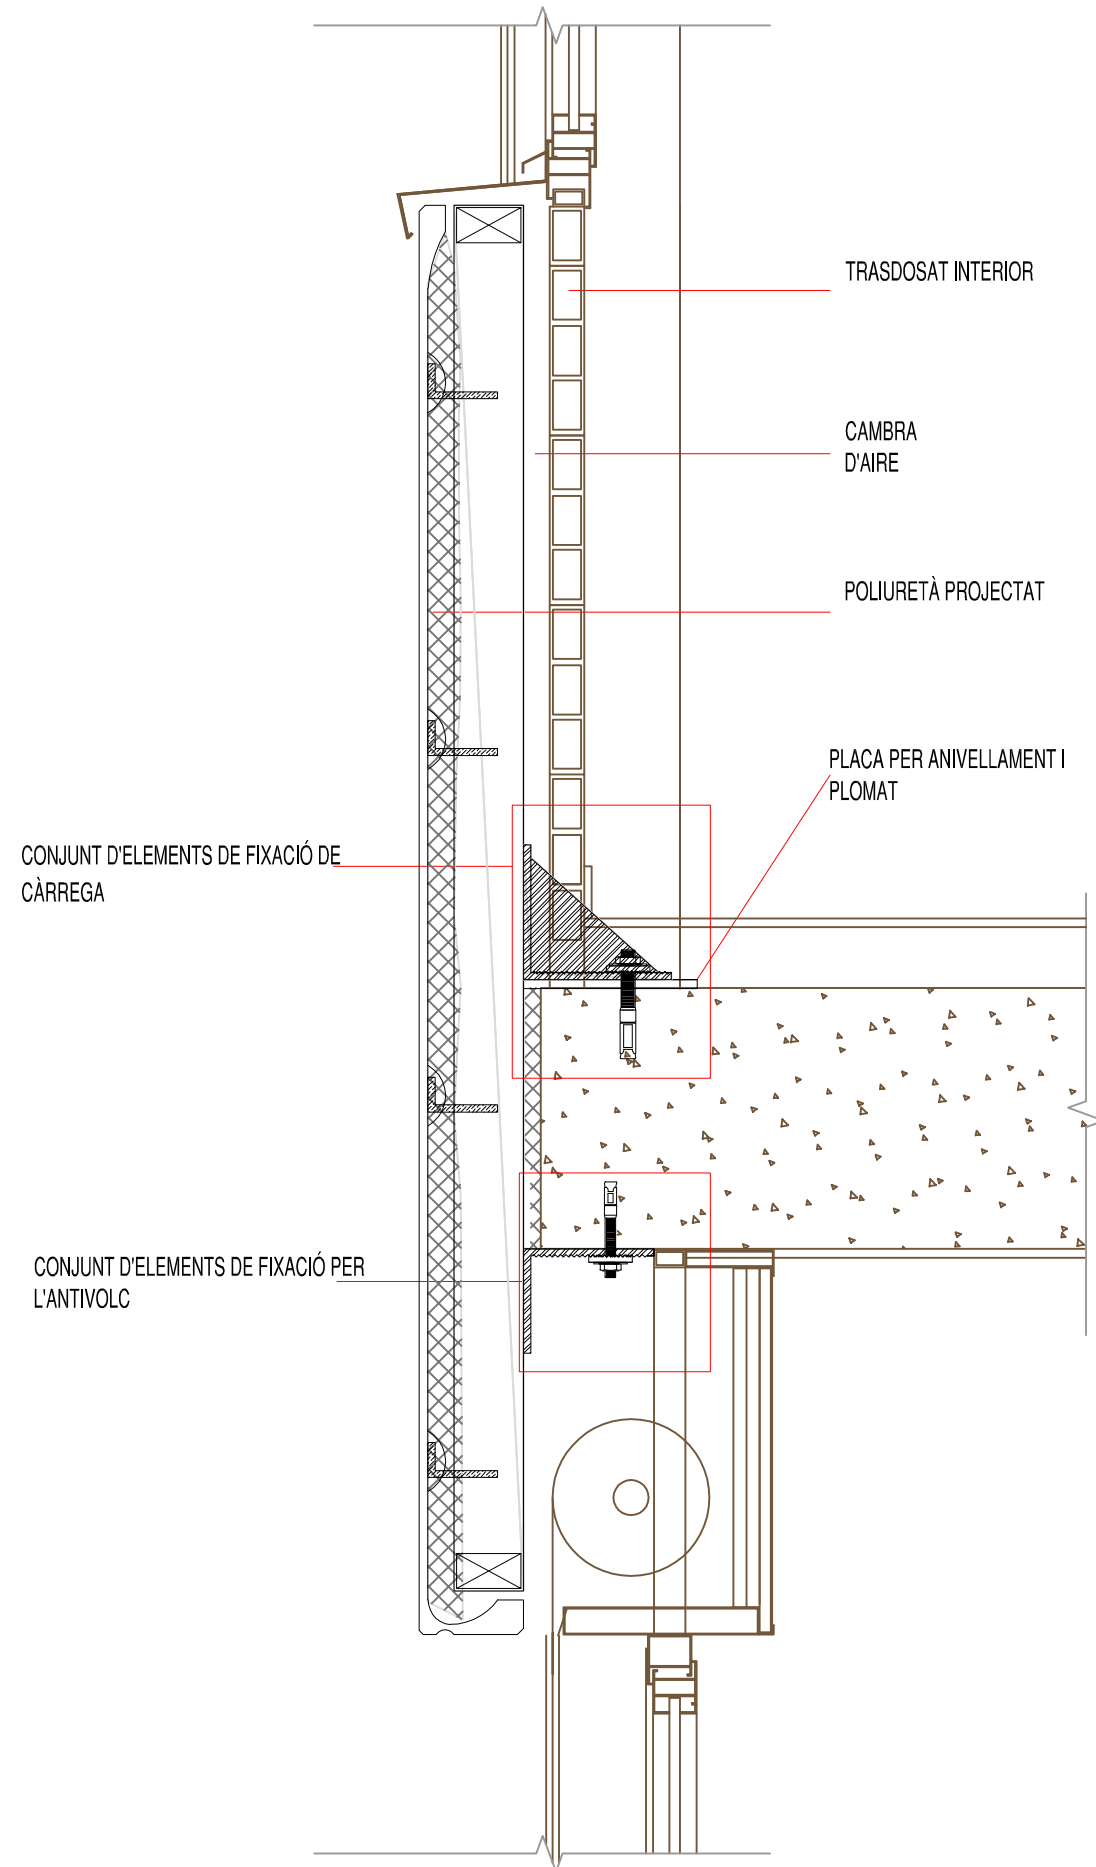 TRASDOSAT INTERIOR
CAMBRA
D'AIRE
POLIURETÀ PROJECTAT
PLACA PER ANIVELLAMENT I
PLOMAT
CONJUNT D'ELEMENTS DE FIXACIÓ DE
CÀRREGA
CONJUNT D'ELEMENTS DE FIXACIÓ PER
L'ANTIVOLC